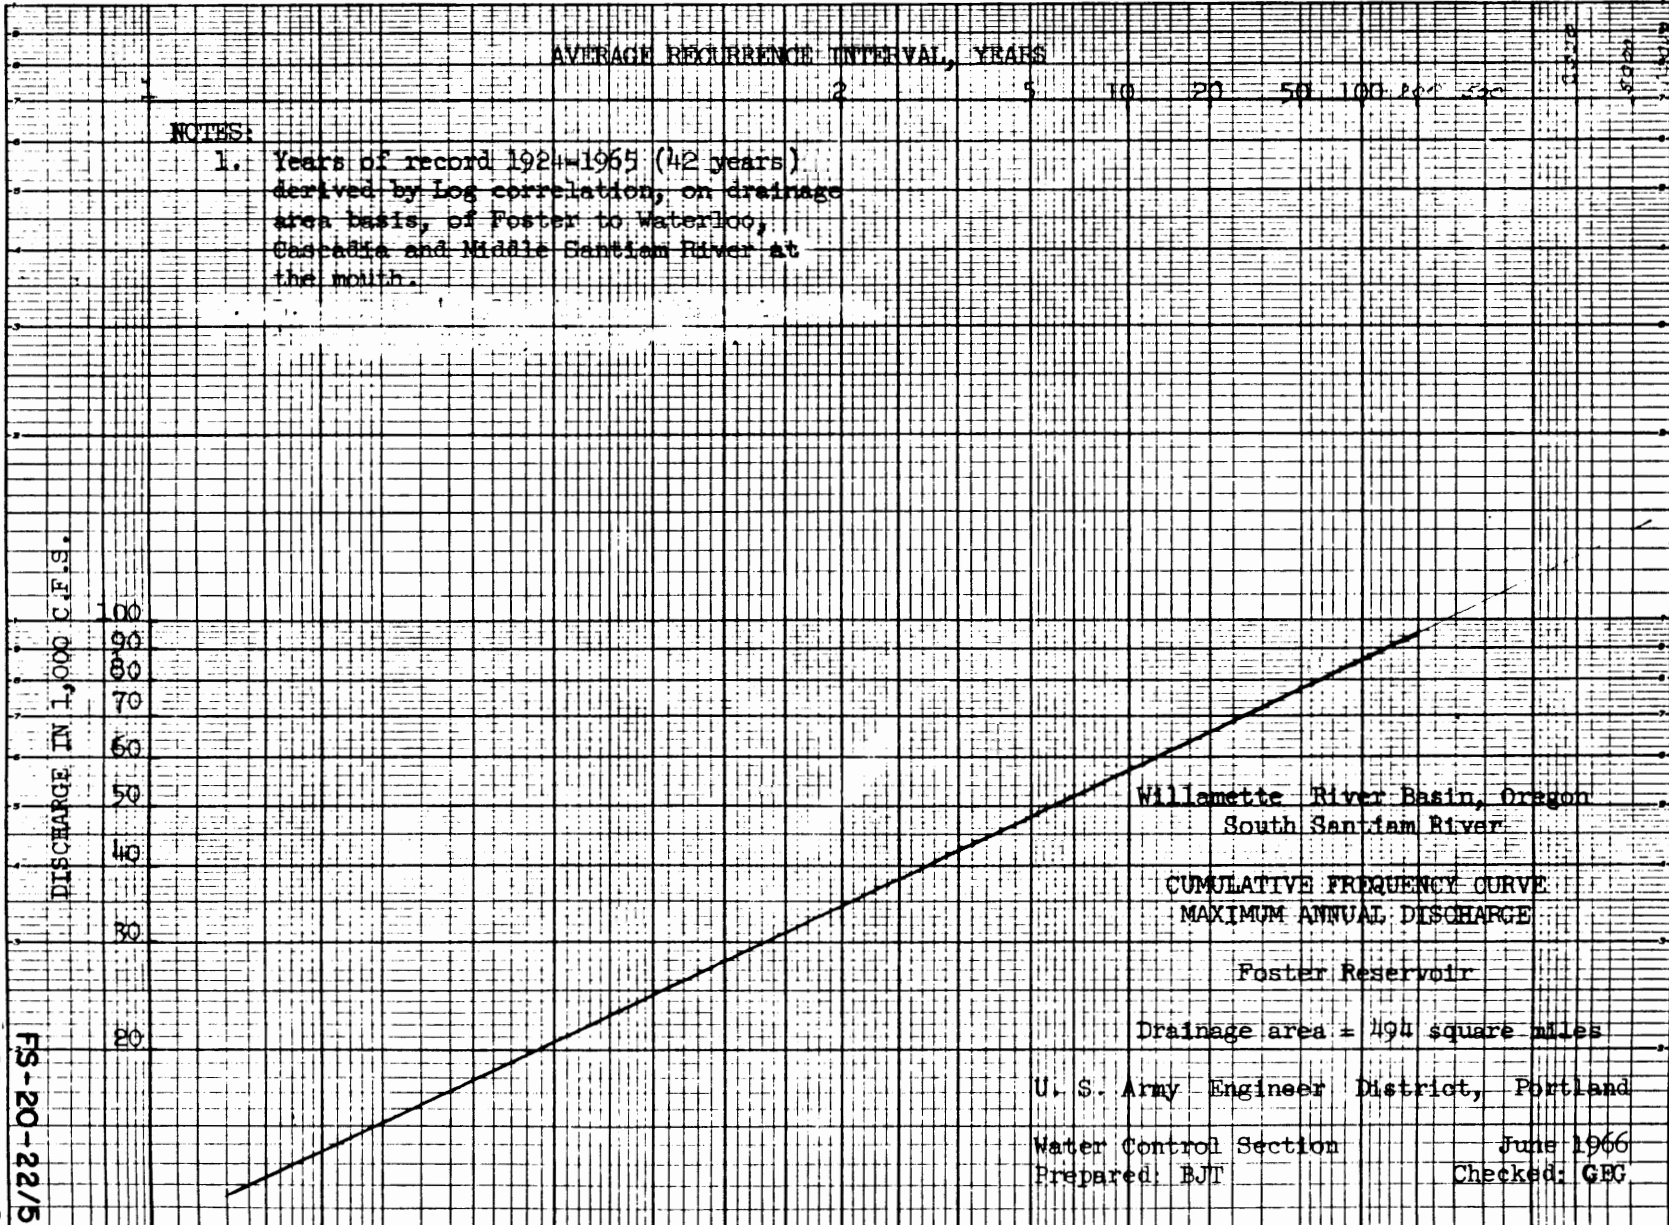 AVERAGE RECURRENCE INTERVAL, YEARS
1 2 5 10 20 50 100 200 500
5000
NOTES:
1. Years of record 1924-1965 (42 years)
derived by Log correlation, on drainage
area basis, of Foster to Waterloo,
Cascadia and Middle Santiam River at
the mouth.
DISCHARGE IN 1,000 C.F.S.
100
90
80
70
60
50
40
30
20
Willamette River Basin, Oregon
South Santiam River
CUMULATIVE FREQUENCY CURVE
MAXIMUM ANNUAL DISCHARGE
Foster Reservoir
Drainage area = 494 square miles
U. S. Army Engineer District, Portland
Water Control Section June 1966
Prepared: BJT Checked: GEG
FS-20-22/5